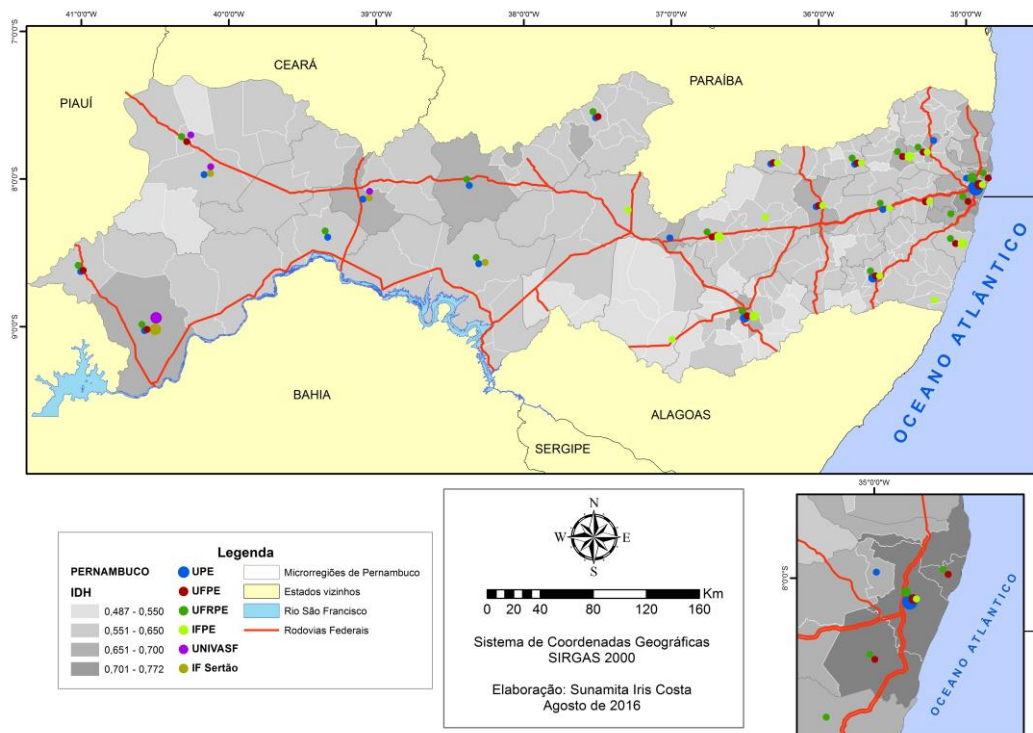 41°0'0"W
40°0'0"W
39°0'0"W
38°0'0"W
37°0'0"W
36°0'0"W
35°0'0"W
7°0'0"S
8°0'0"S
9°0'0"S
CEARÁ
PIAUÍ
PARAÍBA
BAHIA
ALAGOAS
SERGIPE
OCEANO ATLÂNTICO
Legenda
PERNAMBUCO
IDH
0,487 - 0,550
0,551 - 0,650
0,651 - 0,700
0,701 - 0,772
UPE
UFPE
UFRPE
IFPE
UNIVASF
IF Sertão
Microrregiões de Pernambuco
Estados vizinhos
Rio São Francisco
Rodovias Federais
N
W E
S
0 10 20 40 80 120 160 Km
Sistema de Coordenadas Geográficas
SIRGAS 2000
Elaboração: Sunamita Iris Costa
Agosto de 2016
35°0'0"W
8°0'0"S
OCEANO ATLÂNTICO